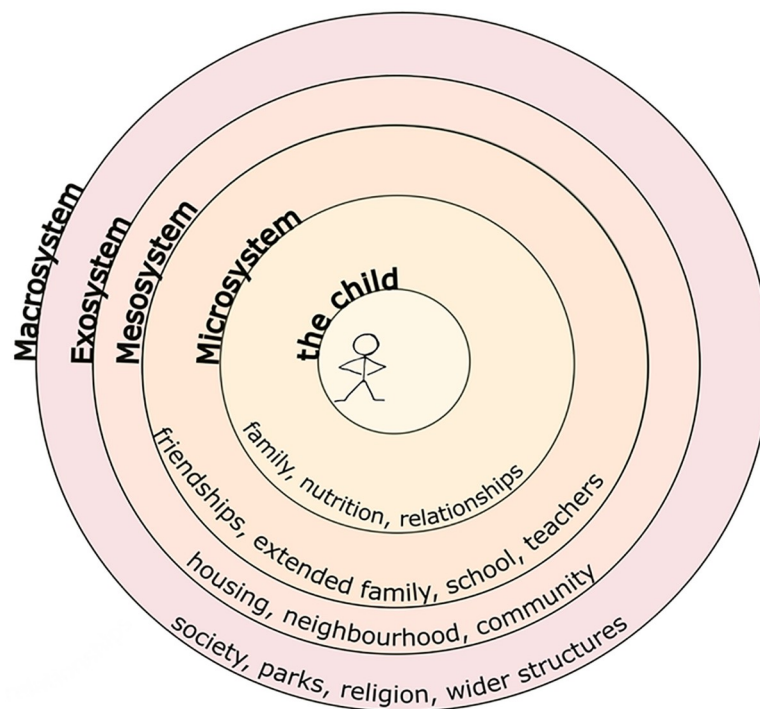 Macrosystem
Exosystem
Mesosystem
Microsystem
the child
family, nutrition, relationships
friendships, extended family, school, teachers
housing, neighbourhood, community
society, parks, religion, wider structures